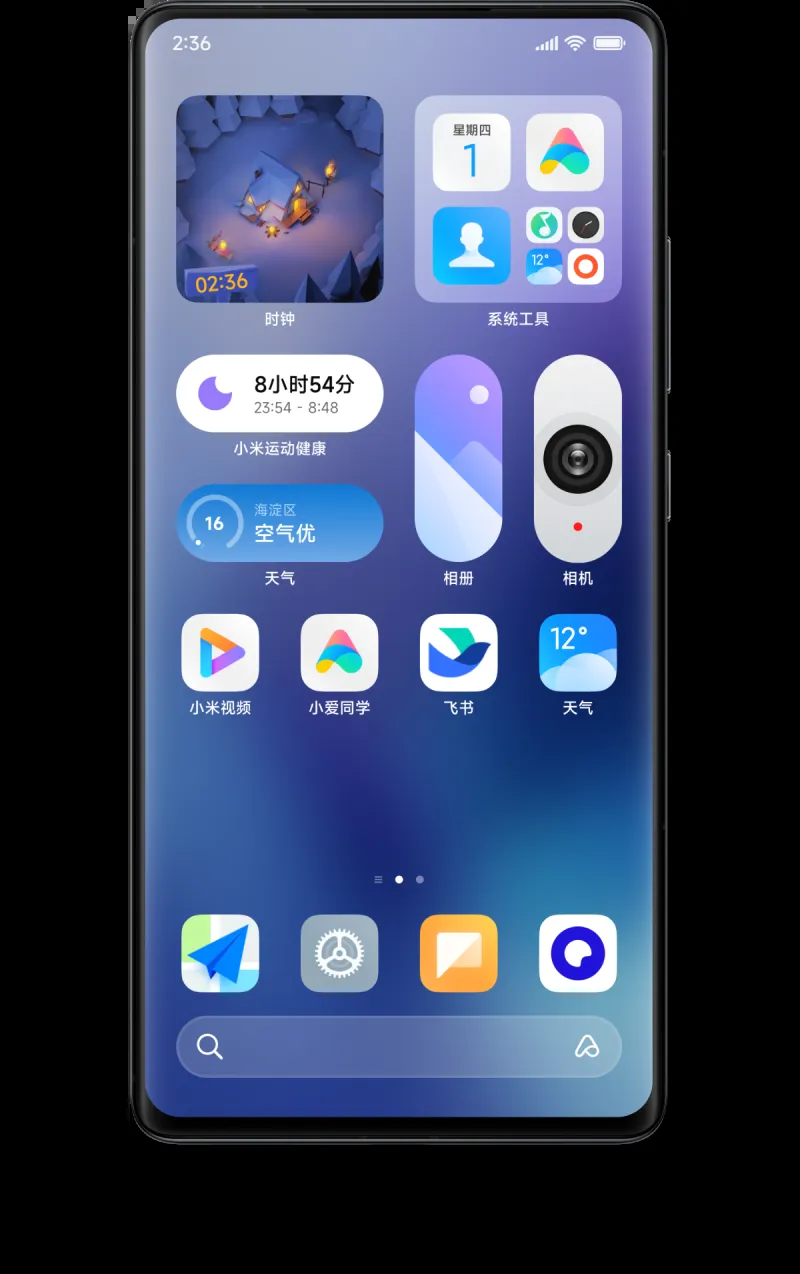 2:36
星期四
1
12°
02:36
时钟
系统工具
8小时54分
23:54 - 8:48
小米运动健康
16
海淀区
空气优
天气
相册
相机
12°
小米视频
小爱同学
飞书
天气